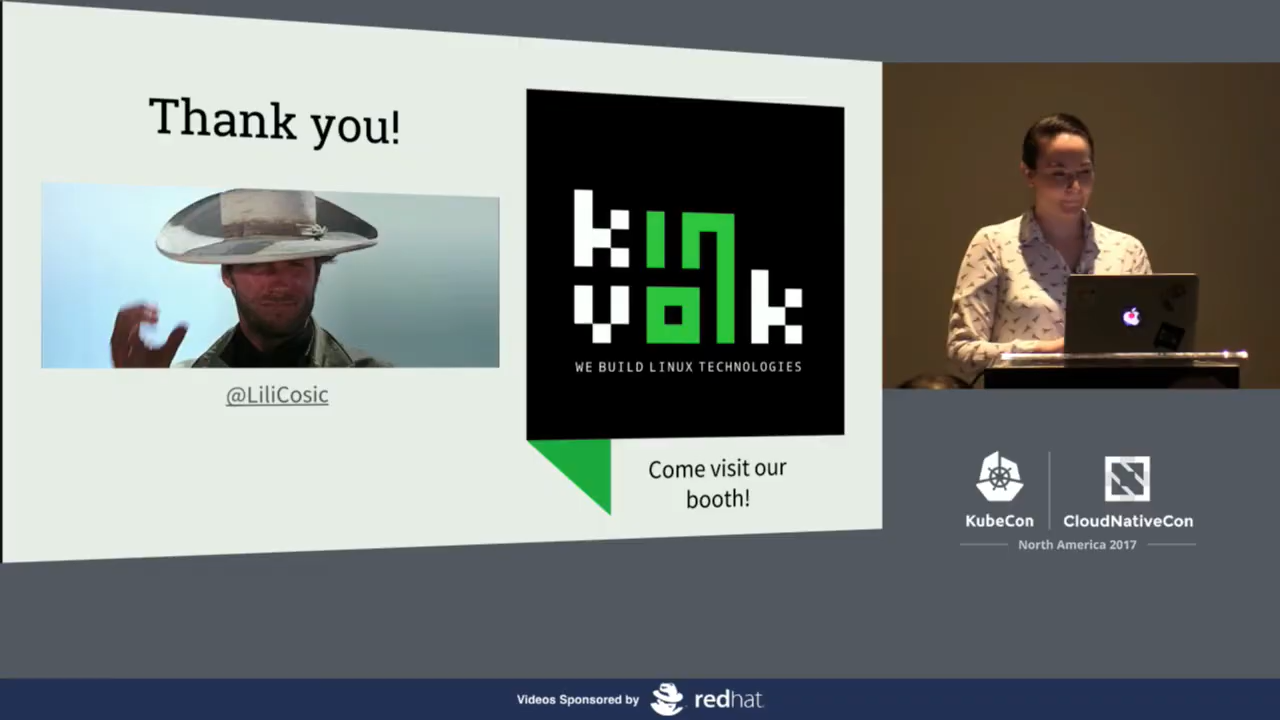 Thank you!
@LiliCosic
kinvolk
WE BUILD LINUX TECHNOLOGIES
Come visit our
booth!
KubeCon
CloudNativeCon
North America 2017
Videos Sponsored by
redhat